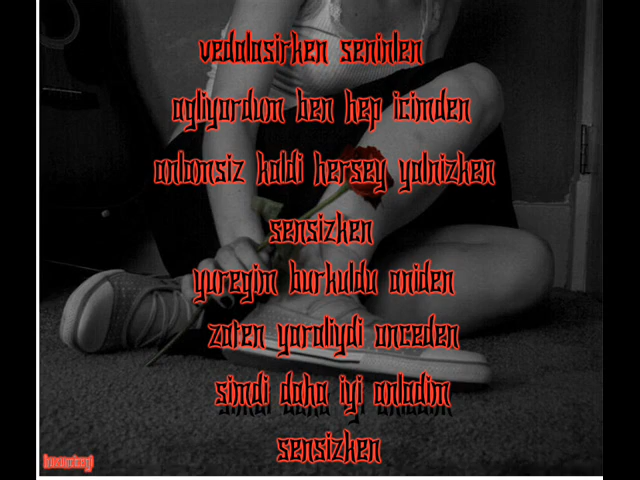 vedalasirken seninlen
agliyordum ben hep icimden
anlamsiz kaldi hersey yalnizken
sensizken
yuregim burkuldu aniden
zaten yaraliydi onceden
simdi daha iyi anladim
sensizken